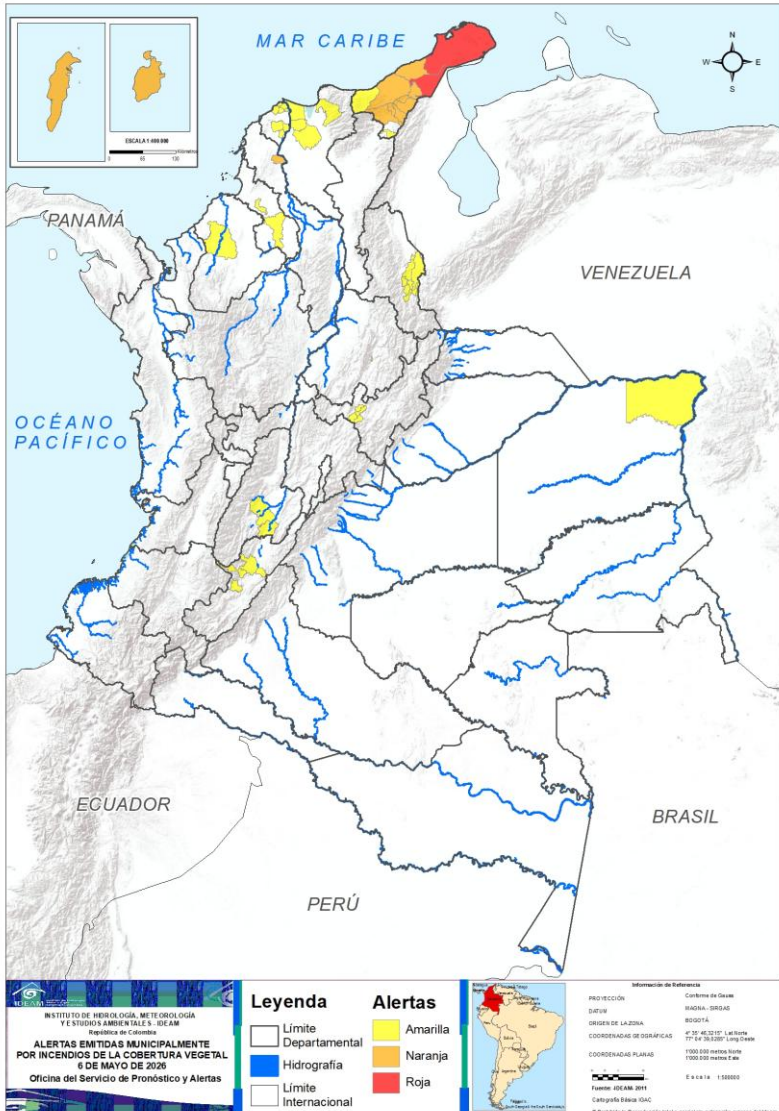 MAR CARIBE
N
W
E
S
ESCALA 1:400.000
PANAMÁ
VENEZUELA
OCÉANO
PACÍFICO
ECUADOR
BRASIL
PERÚ
IDEAM
INSTITUTO DE HIDROLOGÍA, METEOROLOGÍA
Y ESTUDIOS AMBIENTALES - IDEAM
República de Colombia
ALERTAS EMITIDAS MUNICIPALMENTE
POR INCENDIOS DE LA COBERTURA VEGETAL
6 DE MAYO DE 2026
Oficina del Servicio de Pronóstico y Alertas
Leyenda
Límite
Departamental
Hidrografía
Límite
Internacional
Alertas
Amarilla
Naranja
Roja
Información de Referencia
PROYECCIÓN Conforme de Gauss
DATUM MAGNA - SIRGAS
ORIGEN DE LA ZONA BOGOTÁ
COORDENADAS GEOGRÁFICAS
COORDENADAS PLANAS 1'000.000 metros Norte
1'000.000 metros Este
Fuente: IDEAM- 2011
Cartografía Básica IGAC